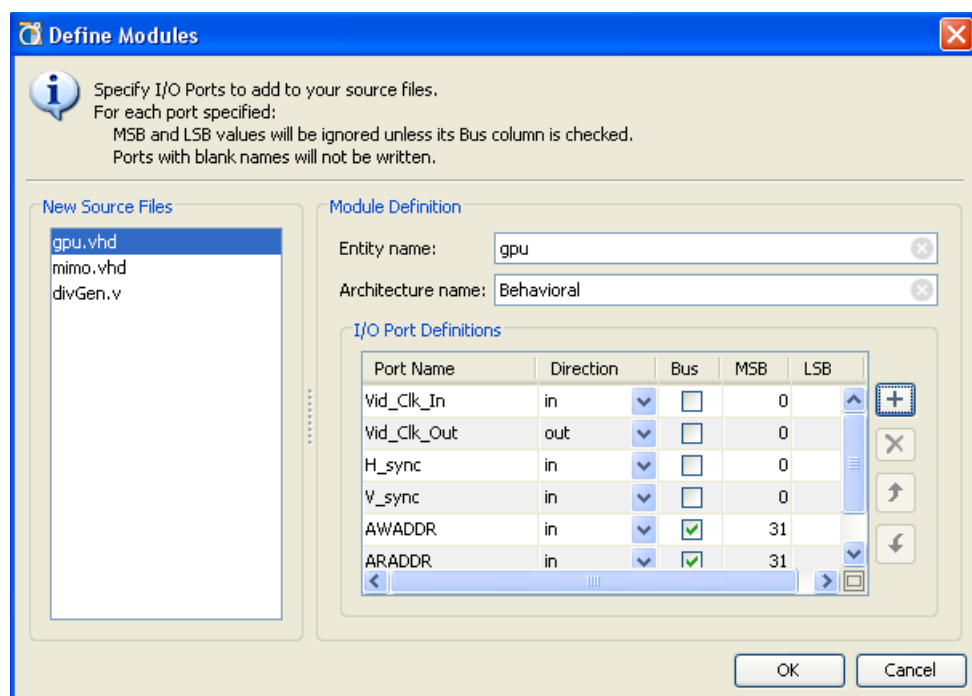 Define Modules
Specify I/O Ports to add to your source files.
For each port specified:
MSB and LSB values will be ignored unless its Bus column is checked.
Ports with blank names will not be written.
New Source Files
gpu.vhd
mimo.vhd
divGen.v
Module Definition
Entity name: gpu
Architecture name: Behavioral
I/O Port Definitions
Port Name Direction Bus MSB LSB
Vid_Clk_In in 0
Vid_Clk_Out out 0
H_sync in 0
V_sync in 0
AWADDR in 31
ARADDR in 31
OK Cancel